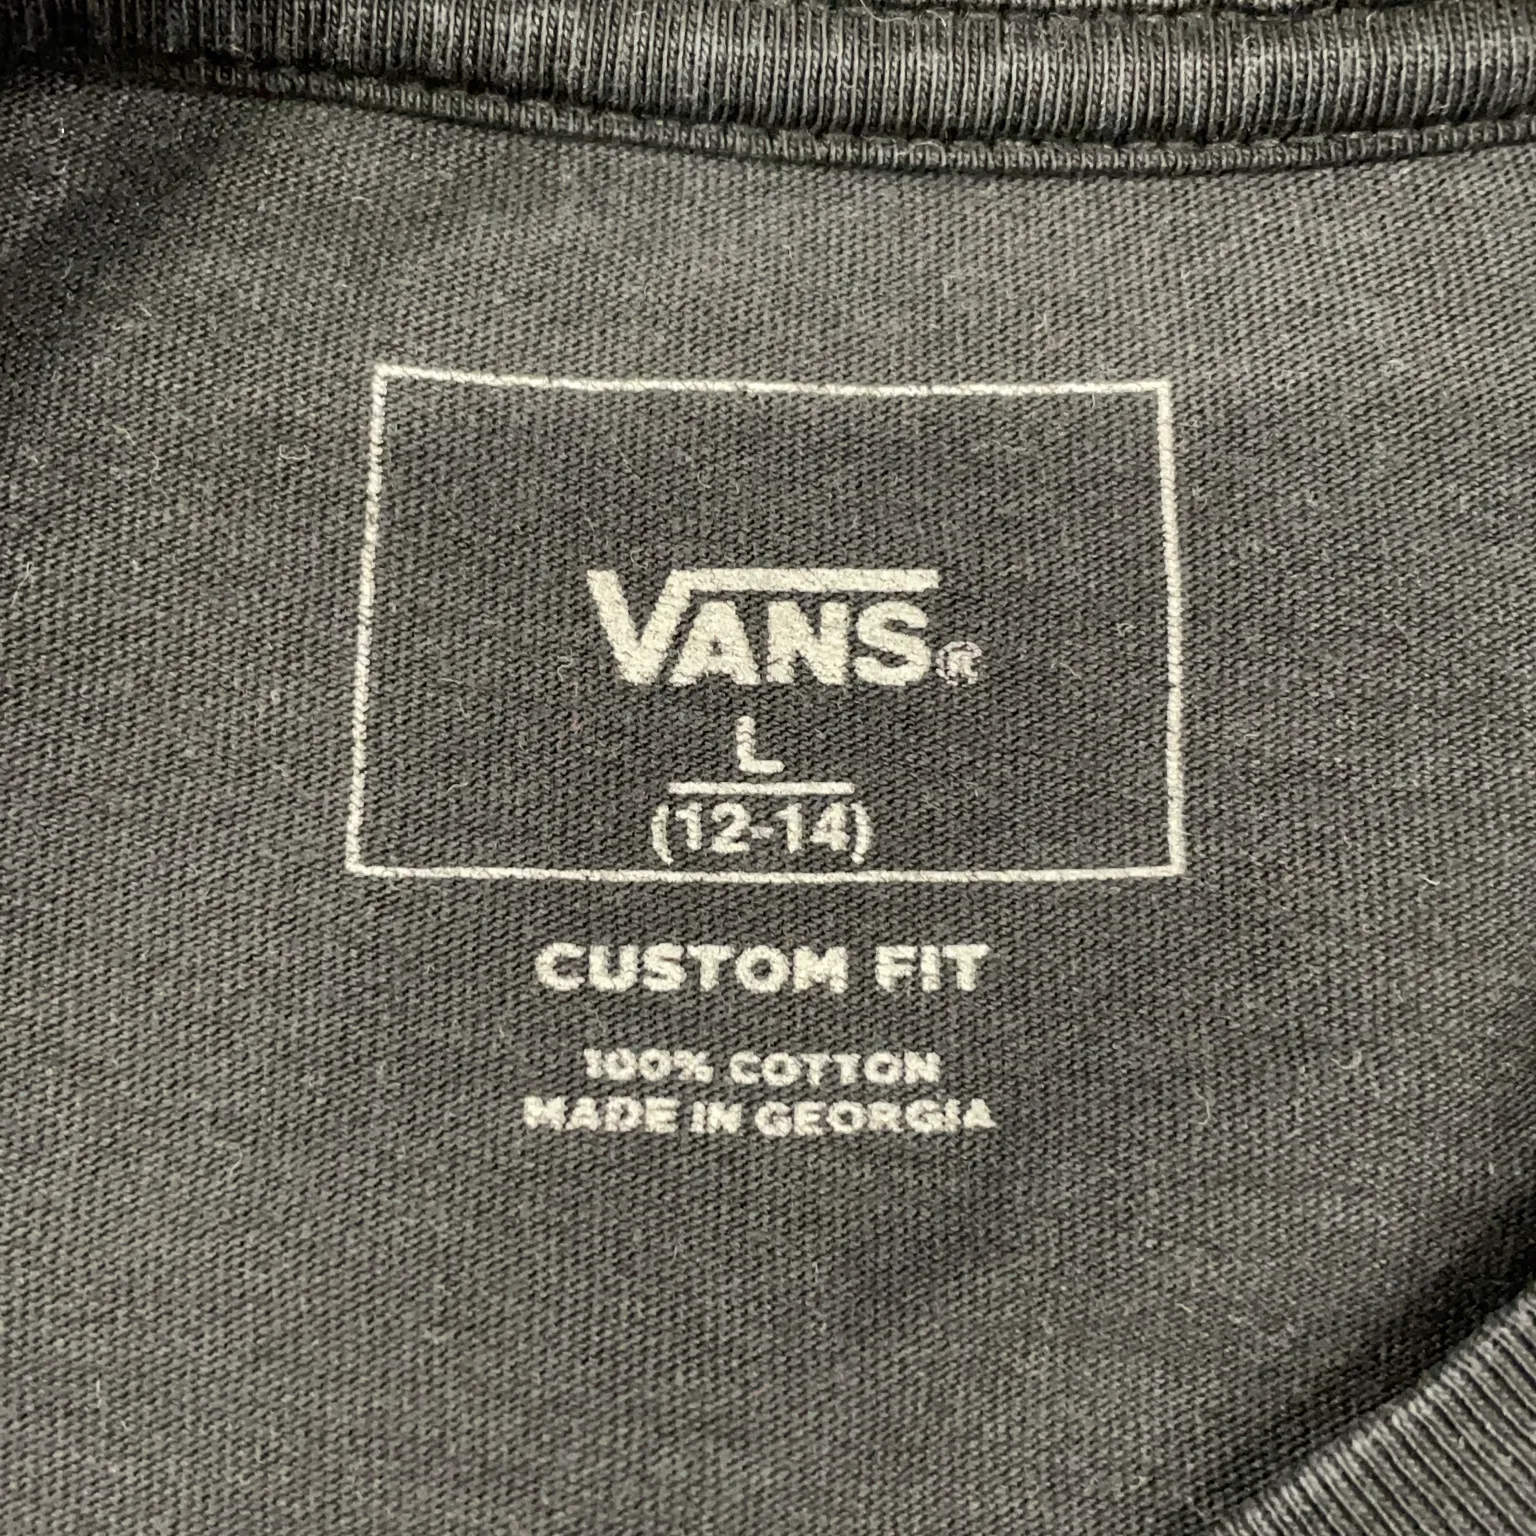 VANS®
L
(12-14)
CUSTOM FIT
100% COTTON
MADE IN GEORGIA